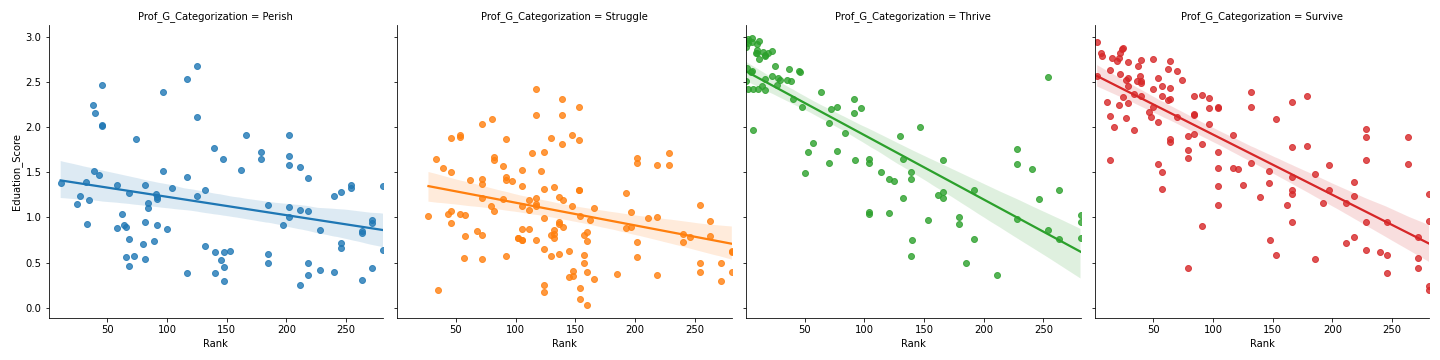 Prof_G_Categorization = Perish
Prof_G_Categorization = Struggle
Prof_G_Categorization = Thrive
Prof_G_Categorization = Survive
Eduation_Score
3.0
2.5
2.0
1.5
1.0
0.5
0.0
50 100 150 200 250
50 100 150 200 250
50 100 150 200 250
50 100 150 200 250
Rank
Rank
Rank
Rank